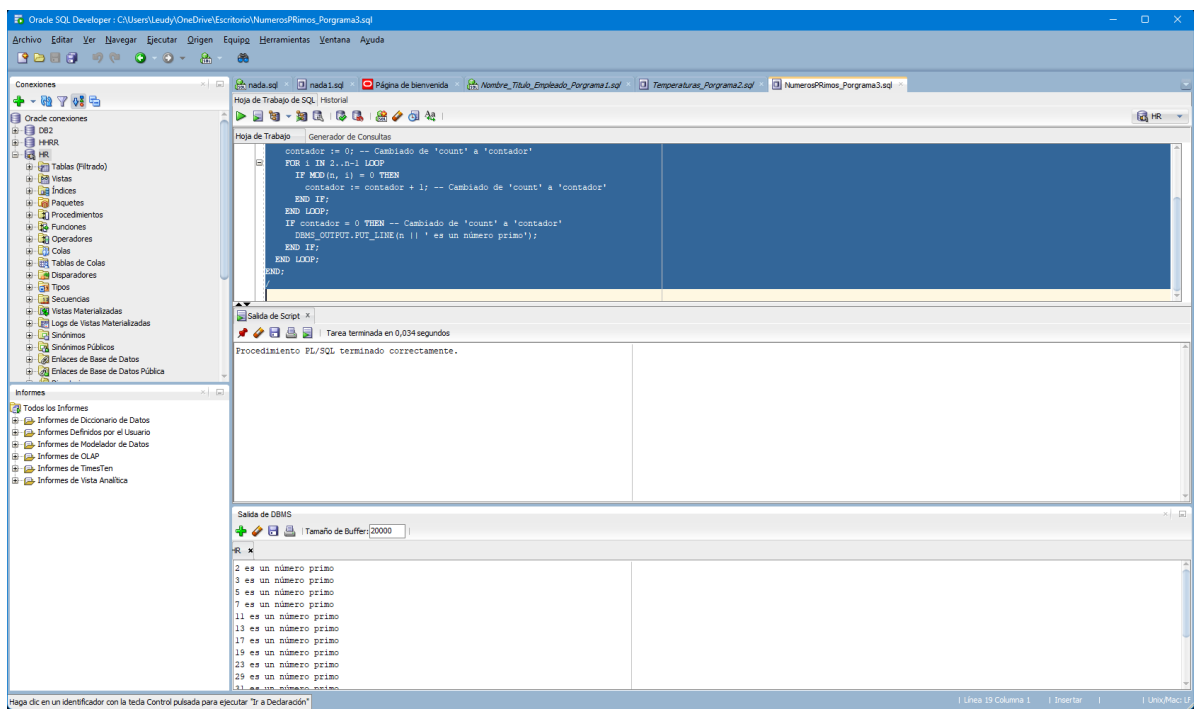 Oracle SQL Developer : C:\Users\Leudy\OneDrive\Escritorio\NumerosPRimos_Porgrama3.sql
Archivo Editar Ver Navegar Ejecutar Origen Equipo Herramientas Ventana Ayuda
Conexiones
nada.sql nada1.sql Página de bienvenida Nombre_Titulo_Empleado_Porgrama1.sql Temperaturas_Porgrama2.sql NumerosPRimos_Porgrama3.sql
Hoja de Trabajo de SQL Historial
HR
Hoja de Trabajo Generador de Consultas
Oracle conexiones
DB2
HHRR
HR
Tablas (Filtrado)
Vistas
Índices
Paquetes
Procedimientos
Funciones
Operadores
Colas
Tablas de Colas
Disparadores
Tipos
Secuencias
Vistas Materializadas
Logs de Vistas Materializadas
Sinónimos
Sinónimos Públicos
Enlaces de Base de Datos
Enlaces de Base de Datos Pública
contador := 0; -- Cambiado de 'count' a 'contador'
FOR i IN 2..n-1 LOOP
IF MOD(n, i) = 0 THEN
contador := contador + 1; -- Cambiado de 'count' a 'contador'
END IF;
END LOOP;
IF contador = 0 THEN -- Cambiado de 'count' a 'contador'
DBMS_OUTPUT.PUT_LINE(n || ' es un número primo');
END IF;
END LOOP;
END;
/
Salida de Script x
Tarea terminada en 0,034 segundos
Procedimiento PL/SQL terminado correctamente.
Informes
Todos los Informes
Informes de Diccionario de Datos
Informes Definidos por el Usuario
Informes de Modelador de Datos
Informes de OLAP
Informes de TimesTen
Informes de Vista Analítica
Salida de DBMS
Tamaño de Buffer: 20000
HR x
2 es un número primo
3 es un número primo
5 es un número primo
7 es un número primo
11 es un número primo
13 es un número primo
17 es un número primo
19 es un número primo
23 es un número primo
29 es un número primo
31 es un número primo
Haga clic en un identificador con la tecla Control pulsada para ejecutar "Ir a Declaración"
Línea 19 Columna 1 Insertar Unix/Mac: LF